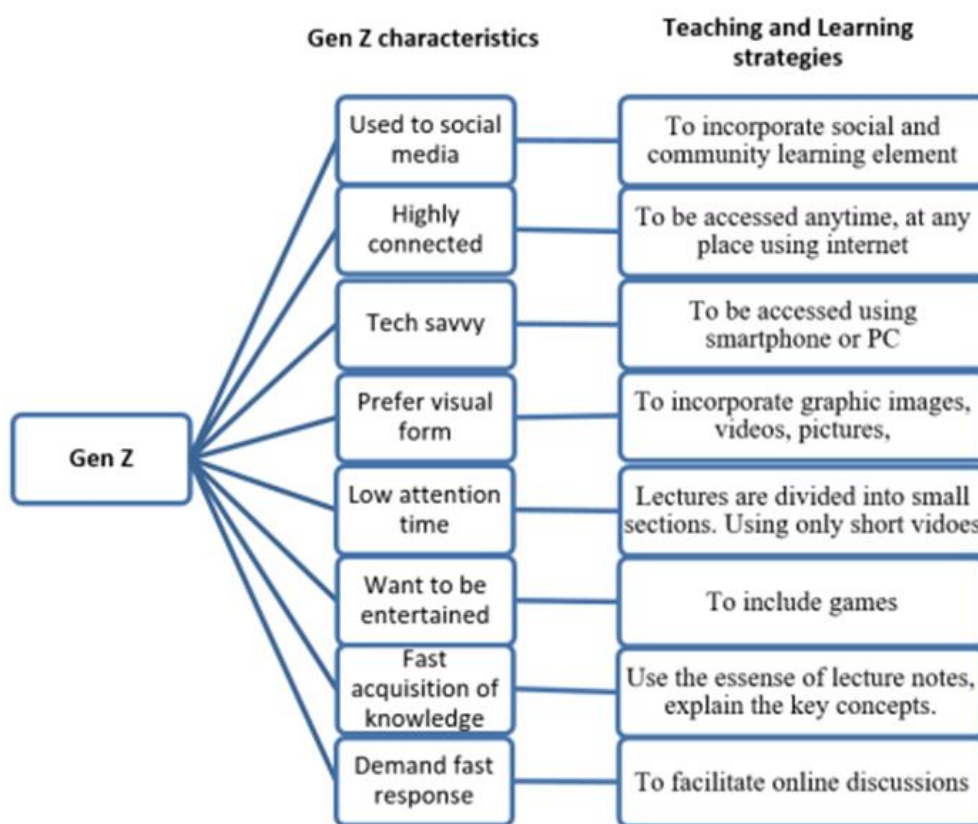 Gen Z characteristics
Teaching and Learning
strategies
Gen Z
Used to social
media
To incorporate social and
community learning element
Highly
connected
To be accessed anytime, at any
place using internet
Tech savvy
To be accessed using
smartphone or PC
Prefer visual
form
To incorporate graphic images,
videos, pictures,
Low attention
time
Lectures are divided into small
sections. Using only short vidoes
Want to be
entertained
To include games
Fast
acquisition of
knowledge
Use the essense of lecture notes,
explain the key concepts.
Demand fast
response
To facilitate online discussions